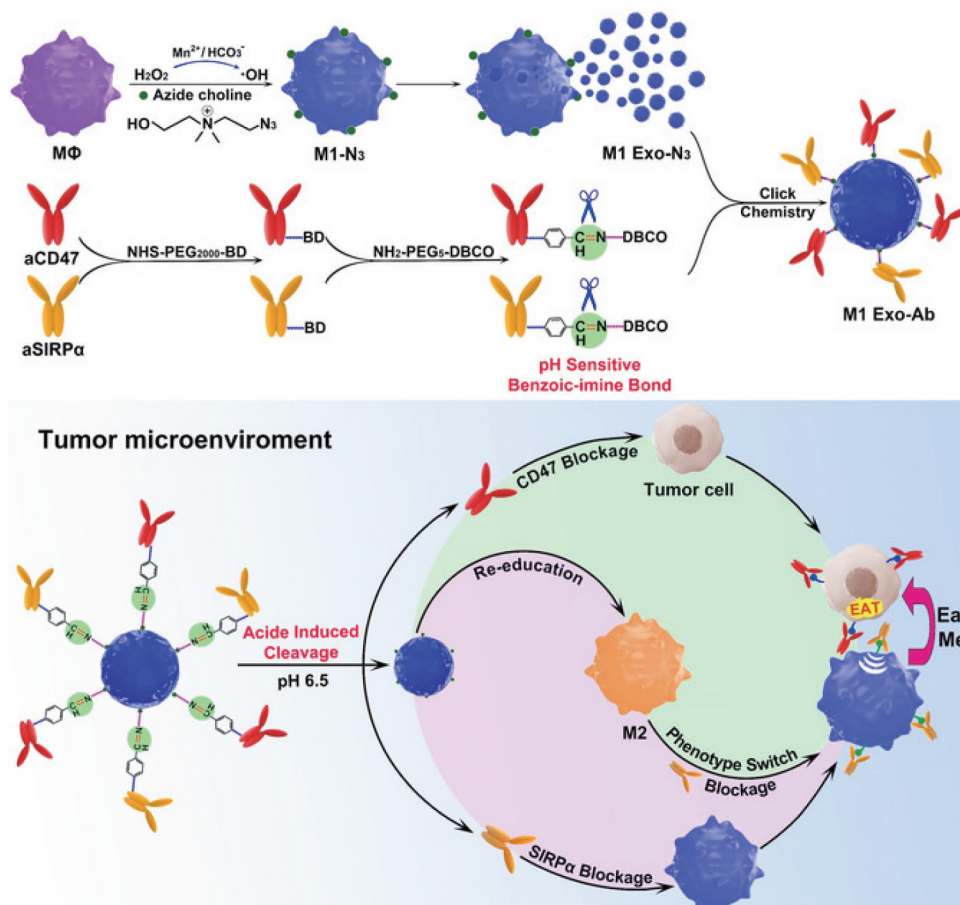 Mn²⁺/ HCO₃⁻
H₂O₂ ·OH
Azide choline
HO N ⊕ N₃
MΦ
M1-N₃
M1 Exo-N₃
Click
Chemistry
M1 Exo-Ab
aCD47
NHS-PEG₂₀₀₀-BD
BD
NH₂-PEG₅-DBCO
C=N DBCO
H
aSIRPα
BD
C=N DBCO
H
pH Sensitive
Benzoic-imine Bond
Tumor microenviroment
CD47 Blockage
Tumor cell
Re-education
EAT
Acide Induced
Cleavage
pH 6.5
M2
Phenotype Switch
Blockage
SIRPα Blockage
C=N
H
C=N
H
C=N
H
C=N
H
C=N
H
C=N
H